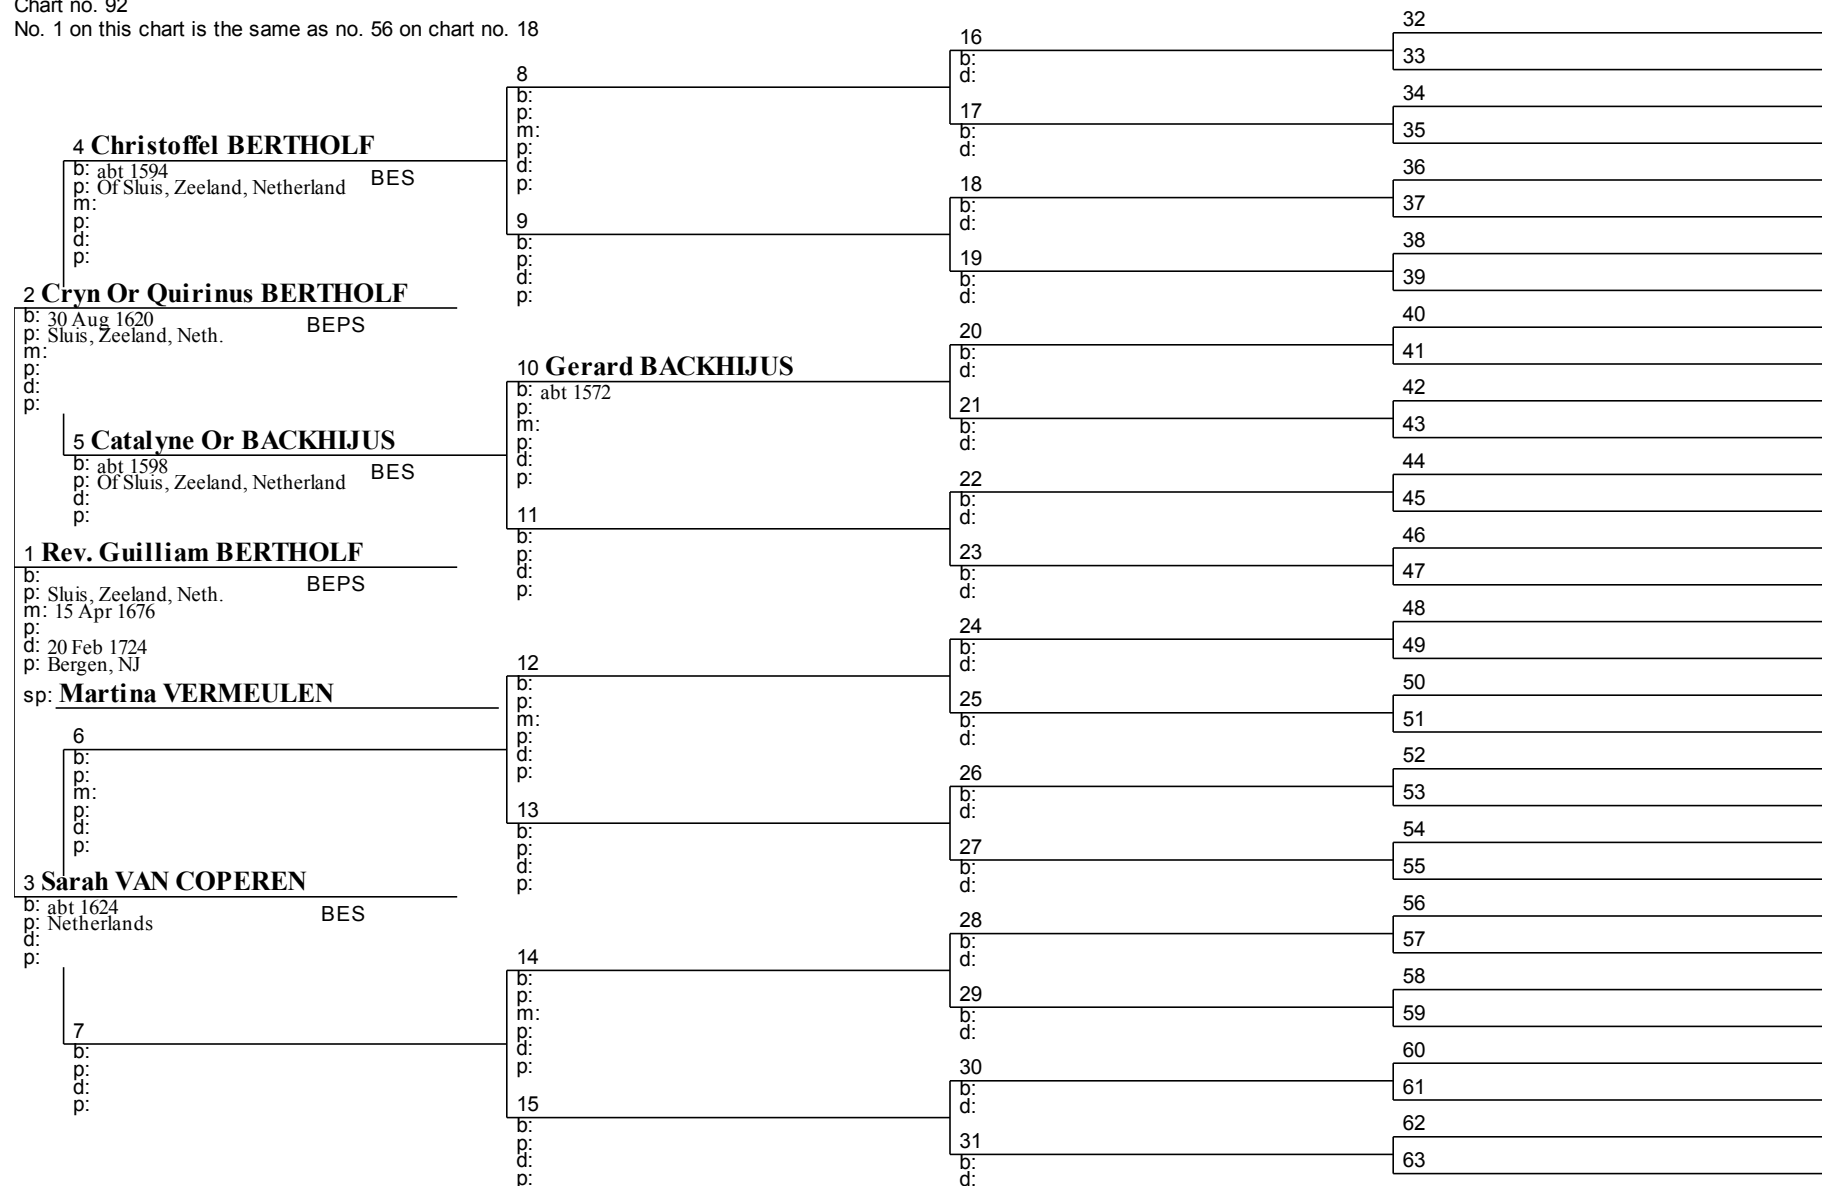 Chart no. 92
No. 1 on this chart is the same as no. 56 on chart no. 18
4 Christoffel BERTHOLF
b: abt 1594 BES
p: Of Sluis, Zeeland, Netherland
m:
p:
d:
p:
2 Cryn Or Quirinus BERTHOLF
b: 30 Aug 1620 BEPS
p: Sluis, Zeeland, Neth.
m:
p:
d:
p:
5 Catalyne Or BACKHIJUS
b: abt 1598 BES
p: Of Sluis, Zeeland, Netherland
d:
p:
1 Rev. Guilliam BERTHOLF
b: BEPS
p: Sluis, Zeeland, Neth.
m: 15 Apr 1676
p:
d: 20 Feb 1724
p: Bergen, NJ
sp: Martina VERMEULEN
6
b:
p:
m:
p:
d:
p:
3 Sarah VAN COPEREN
b: abt 1624 BES
p: Netherlands
d:
p:
7
b:
p:
d:
p:
8
b:
p:
m:
p:
d:
p:
9
b:
p:
d:
p:
10 Gerard BACKHIJUS
b: abt 1572
p:
m:
p:
d:
p:
11
b:
p:
d:
p:
12
b:
p:
m:
p:
d:
p:
13
b:
p:
d:
p:
14
b:
p:
m:
p:
d:
p:
15
b:
p:
d:
p:
16
b:
d:
17
b:
d:
18
b:
d:
19
b:
d:
20
b:
d:
21
b:
d:
22
b:
d:
23
b:
d:
24
b:
d:
25
b:
d:
26
b:
d:
27
b:
d:
28
b:
d:
29
b:
d:
30
b:
d:
31
b:
d:
32
33
34
35
36
37
38
39
40
41
42
43
44
45
46
47
48
49
50
51
52
53
54
55
56
57
58
59
60
61
62
63